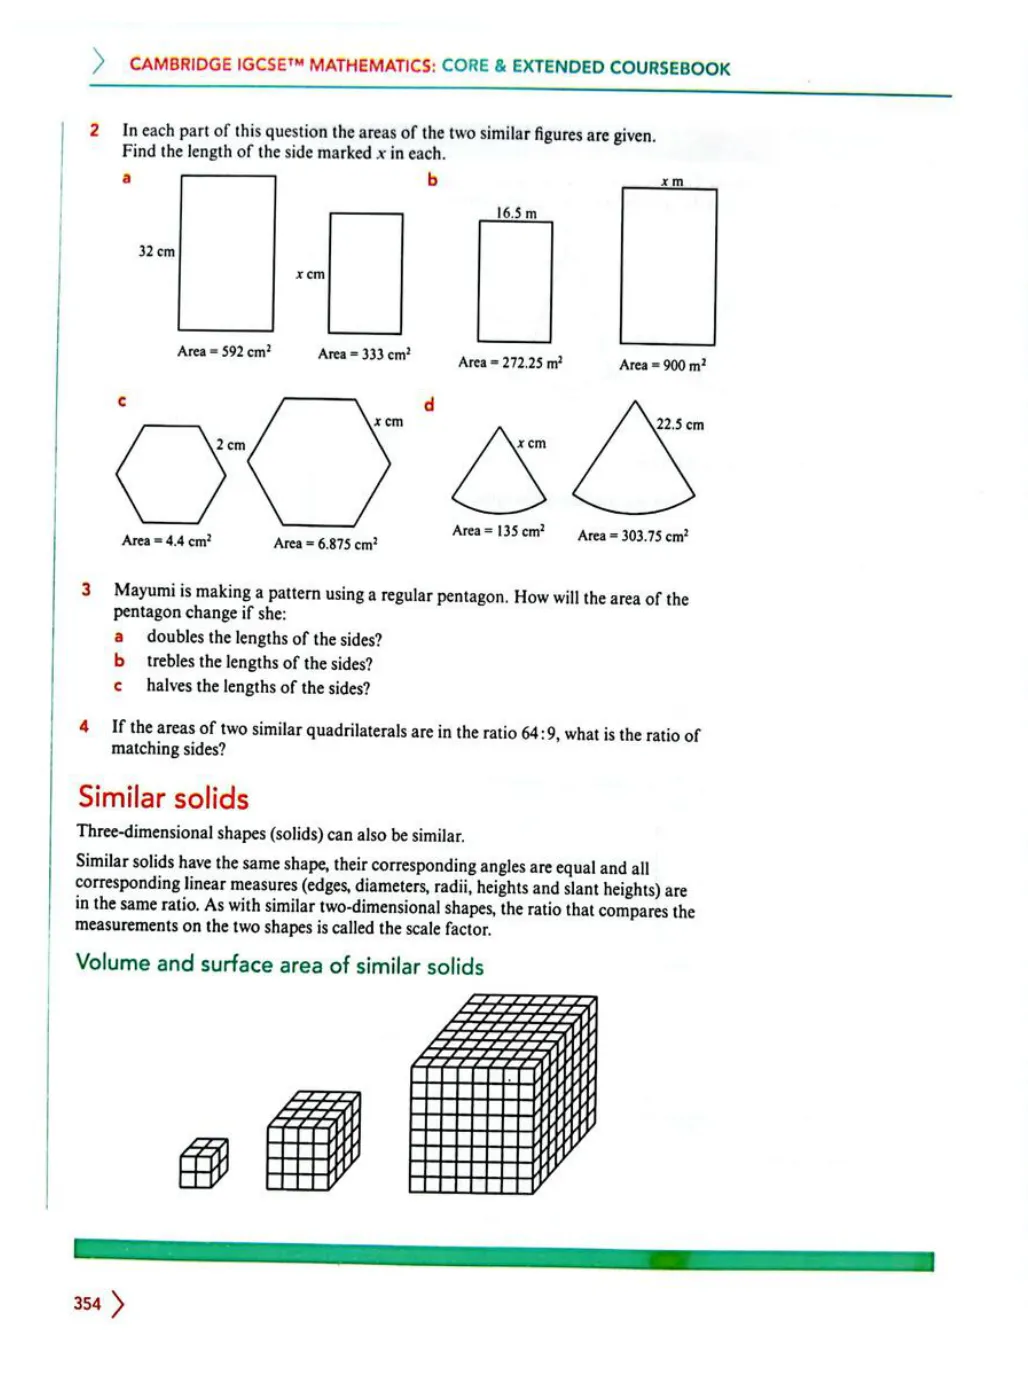 CAMBRIDGE IGCSE™ MATHEMATICS: CORE & EXTENDED COURSEBOOK
2 In each part of this question the areas of the two similar figures are given.
Find the length of the side marked x in each.
a
32 cm
x cm
Area = 592 cm²
Area = 333 cm²
b
16.5 m
x m
Area = 272.25 m²
Area = 900 m²
c
2 cm
x cm
Area = 4.4 cm²
Area = 6.875 cm²
d
x cm
22.5 cm
Area = 135 cm²
Area = 303.75 cm²
3 Mayumi is making a pattern using a regular pentagon. How will the area of the
pentagon change if she:
a doubles the lengths of the sides?
b trebles the lengths of the sides?
c halves the lengths of the sides?
4 If the areas of two similar quadrilaterals are in the ratio 64:9, what is the ratio of
matching sides?
Similar solids
Three-dimensional shapes (solids) can also be similar.
Similar solids have the same shape, their corresponding angles are equal and all
corresponding linear measures (edges, diameters, radii, heights and slant heights) are
in the same ratio. As with similar two-dimensional shapes, the ratio that compares the
measurements on the two shapes is called the scale factor.
Volume and surface area of similar solids
354